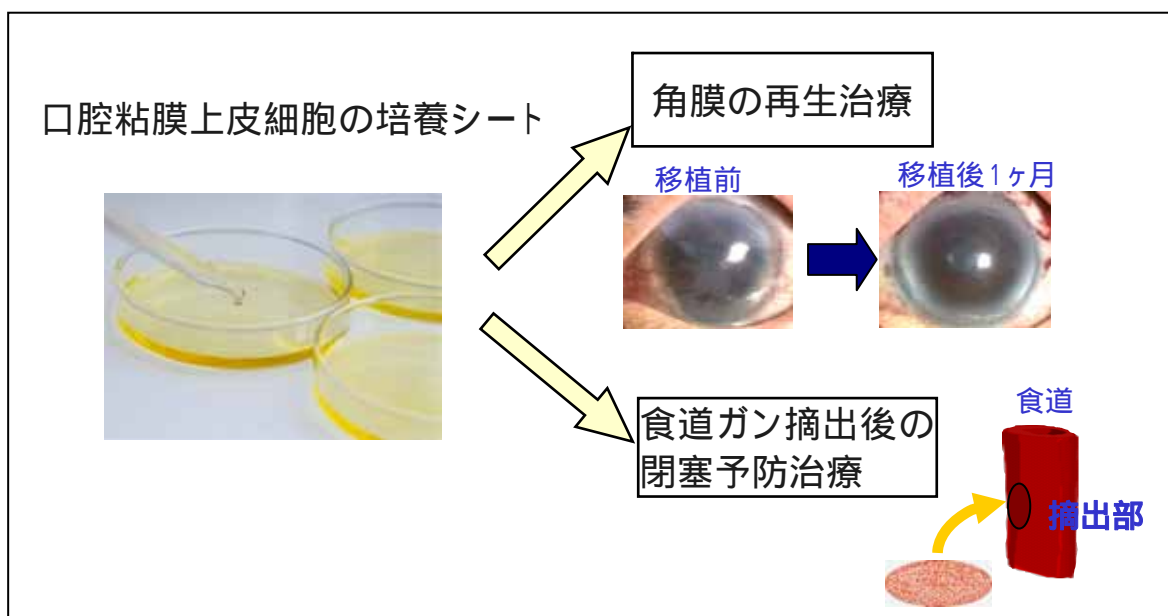 口腔粘膜上皮細胞の培養シート
角膜の再生治療
移植前
移植後1ヶ月
食道ガン摘出後の
閉塞予防治療
食道
摘出部